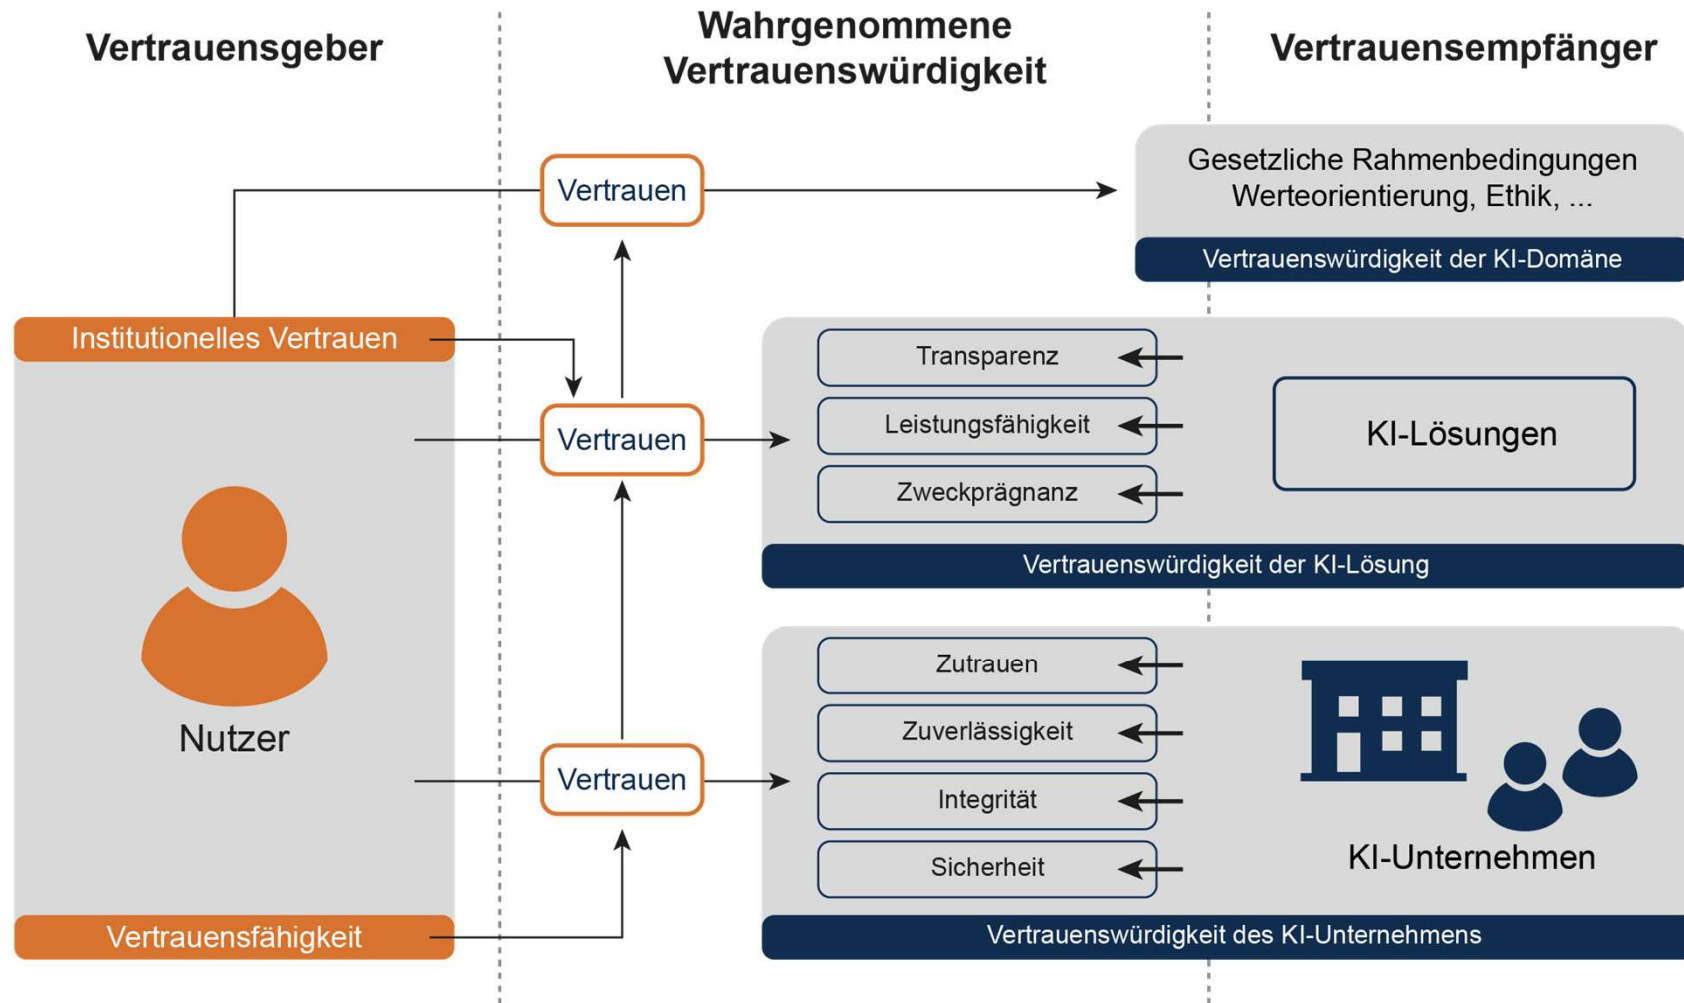 Vertrauensgeber
Wahrgenommene
Vertrauenswürdigkeit
Vertrauensempfänger
Vertrauen
Gesetzliche Rahmenbedingungen
Werteorientierung, Ethik, ...
Vertrauenswürdigkeit der KI-Domäne
Institutionelles Vertrauen
Nutzer
Vertrauensfähigkeit
Vertrauen
Transparenz
Leistungsfähigkeit
Zweckprägnanz
KI-Lösungen
Vertrauenswürdigkeit der KI-Lösung
Vertrauen
Zutrauen
Zuverlässigkeit
Integrität
Sicherheit
KI-Unternehmen
Vertrauenswürdigkeit des KI-Unternehmens